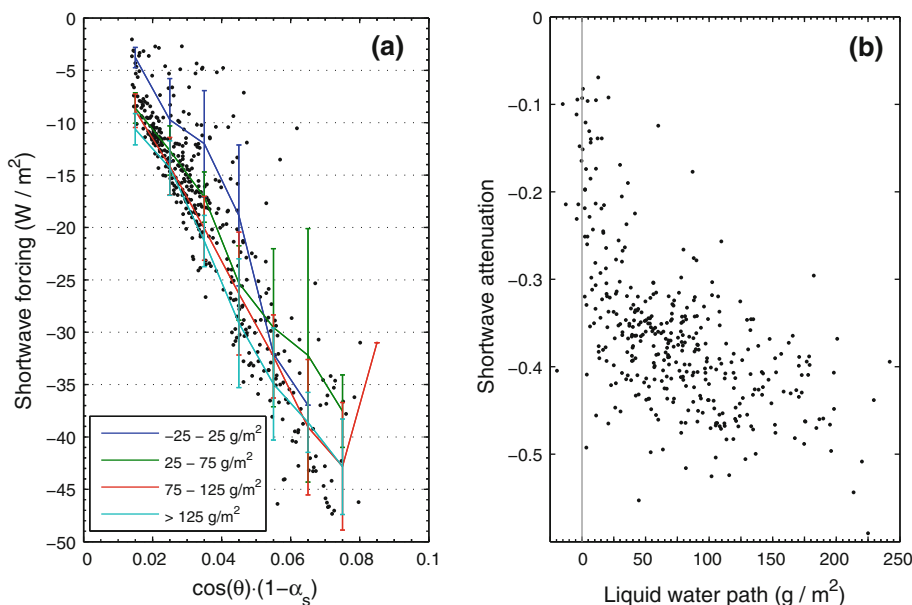 (a)
Shortwave forcing (W / m²)
0
−5
−10
−15
−20
−25
−30
−35
−40
−45
−50
−25 − 25 g/m²
25 − 75 g/m²
75 − 125 g/m²
> 125 g/m²
0
0.02
0.04
0.06
0.08
0.1
cos(θ)·(1−αₛ)
(b)
Shortwave attenuation
−0.1
−0.2
−0.3
−0.4
−0.5
0
50
100
150
200
250
Liquid water path (g / m²)